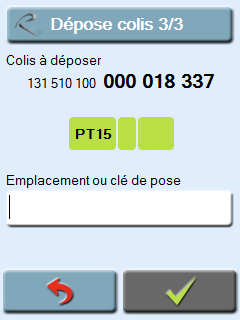 Dépose colis 3/3
Colis à déposer
131 510 100 000 018 337
PT15
Emplacement ou clé de pose